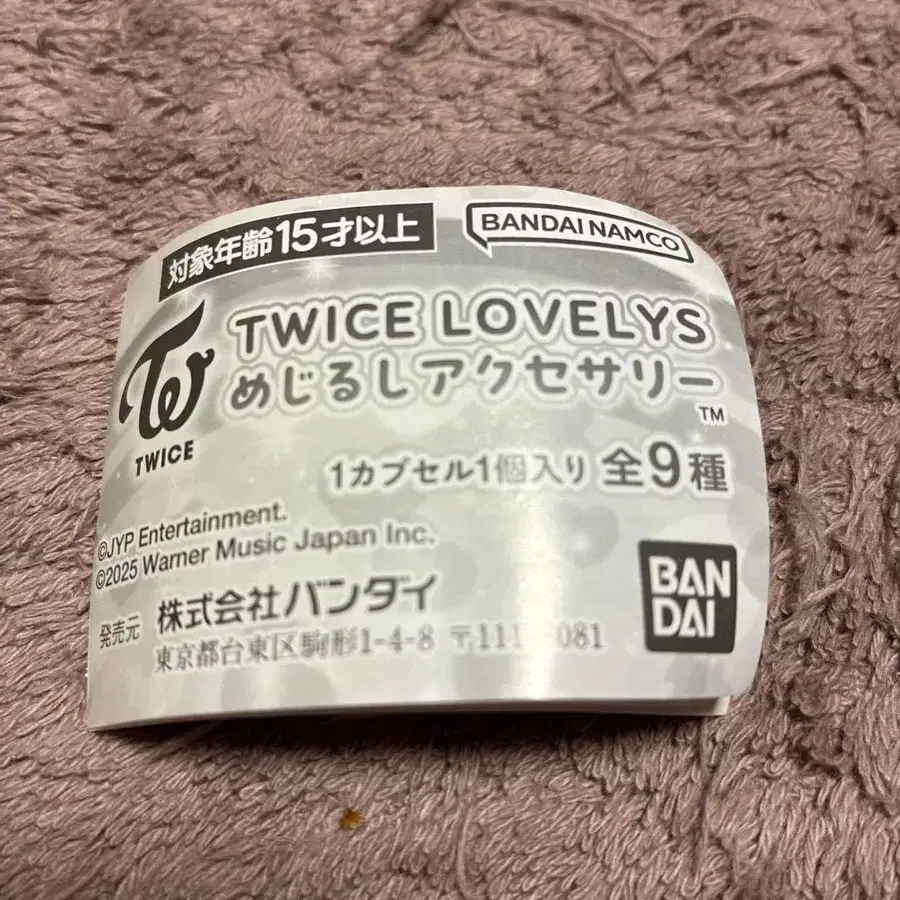 対象年齢15才以上
BANDAI NAMCO
TWICE LOVELYS
めじるしアクセサリー
TM
TWICE
1カプセル1個入り 全9種
©JYP Entertainment.
©2025 Warner Music Japan Inc.
発売元 株式会社バンダイ
東京都台東区駒形1-4-8
BAN
DAI